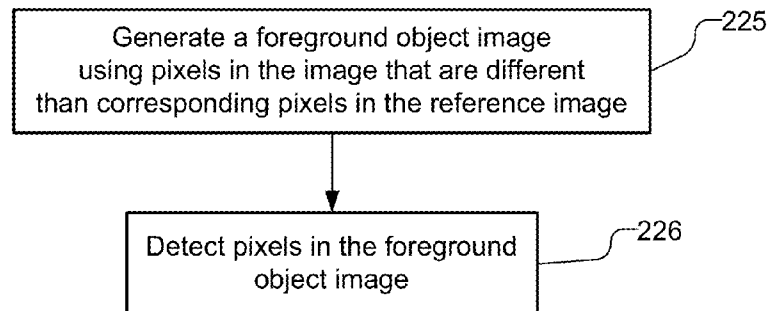 Generate a foreground object image
using pixels in the image that are different
than corresponding pixels in the reference image
225
Detect pixels in the foreground
object image
226